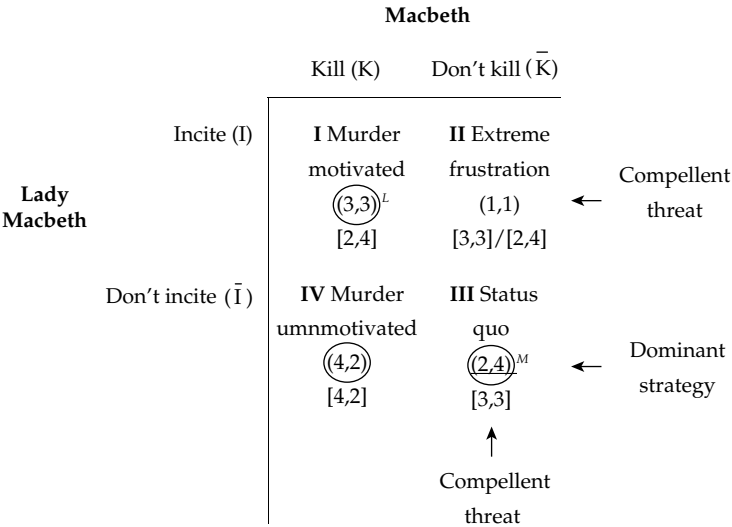 Macbeth
Kill (K) Don't kill (K̄)
Incite (I) I Murder II Extreme
motivated frustration
Lady
Macbeth
(3,3)ᴸ (1,1)
[2,4] [3,3]/[2,4]
Compellent
threat
Don't incite (Ī) IV Murder III Status
umnmotivated quo
(4,2) (2,4)ᴹ
[4,2] [3,3]
Dominant
strategy
Compellent
threat